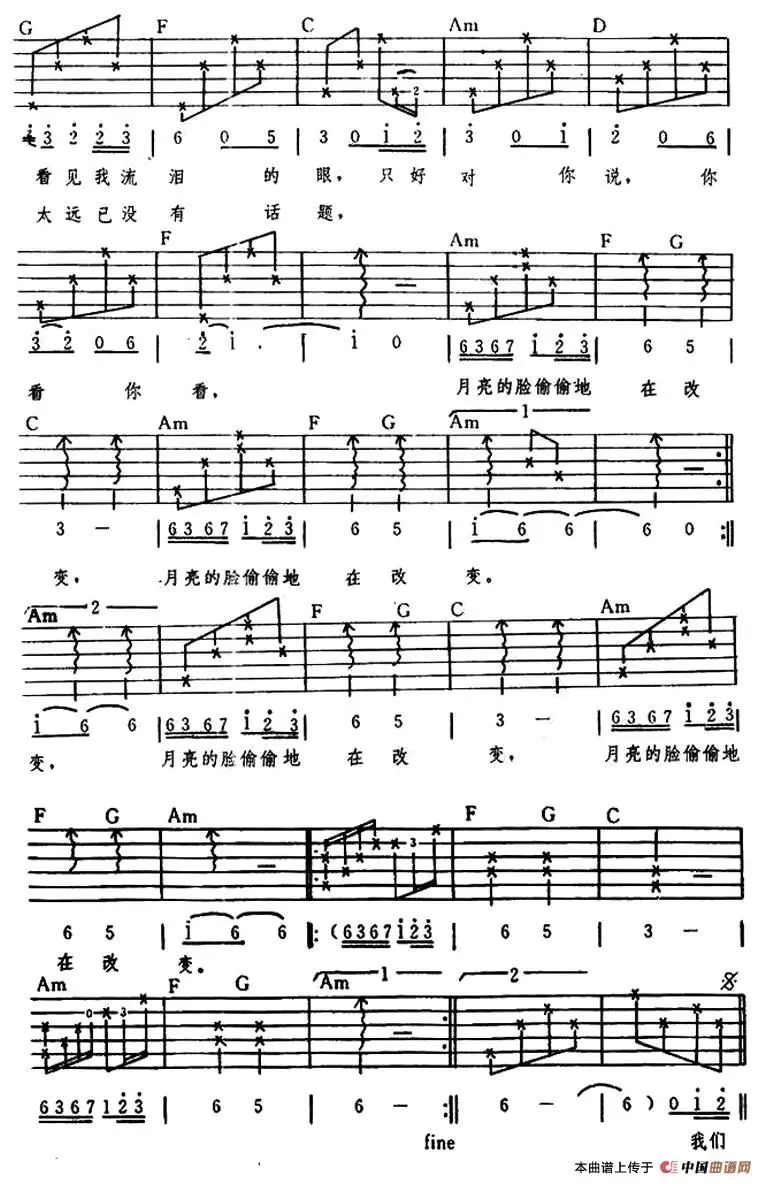 G F C Am D
2̇ 3̇ 2̇ 2̇ 3̇ | 6 0 5 | 3 0 1̇ 2̇ | 3̇ 0 1̇ | 2̇ 0 6 |
看见我流 泪 的 眼, 只好 对 你 说, 你
太远已没 有 话 题,
F Am F G
3̇ 2̇ 0 6 | 2̇ 1̇ . | 1̇ 0 | 6367 1̇ 2̇3̇ | 6 5 |
看 你 看, 月亮的脸偷偷地 在 改
C Am F G Am 1
3 — | 6367 1̇ 2̇3̇ | 6 5 | 1̇ 6 6 | 6 0 :‖
变, 月亮的脸偷偷地 在 改 变。
Am 2 F G C Am
1̇ 6 6 | 6367 1̇ 2̇3̇ | 6 5 | 3 — | 6367 1̇ 2̇3̇ |
变, 月亮的脸偷偷地 在 改 变, 月亮的脸偷偷地
F G Am 3 F G C
6 5 | 1̇ 6 6 |: (6367 1̇2̇3̇ | 6 5 | 3 — |
在 改 变。
Am 0 3 F G Am 1 2 𝄋
6367 12̇3̇ | 6 5 | 6 — :‖ 6 — | 6 ) 0 1̇ 2̇ ‖
fine 我们
本曲谱上传于 中国曲谱网